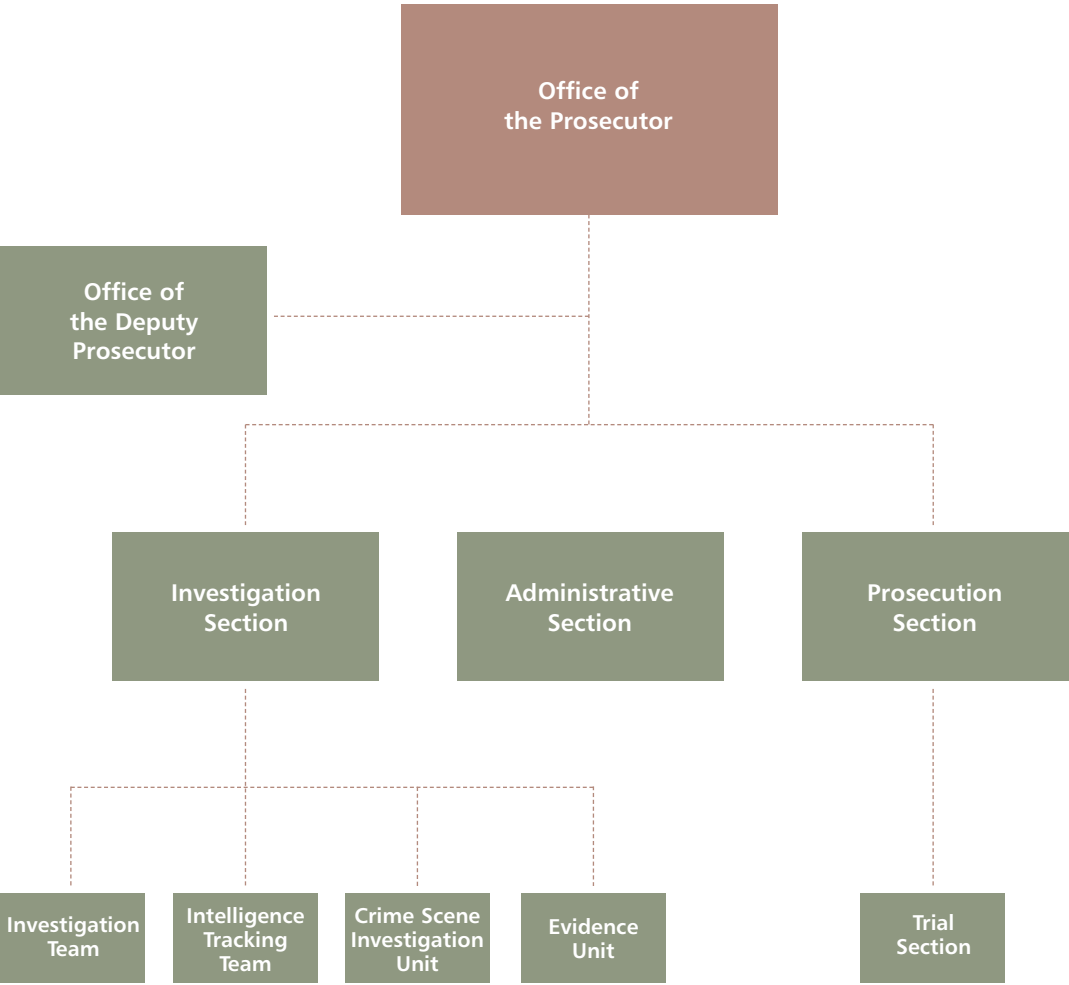 Office of
the Prosecutor
Office of
the Deputy
Prosecutor
Investigation
Section
Administrative
Section
Prosecution
Section
Investigation
Team
Intelligence
Tracking
Team
Crime Scene
Investigation
Unit
Evidence
Unit
Trial
Section